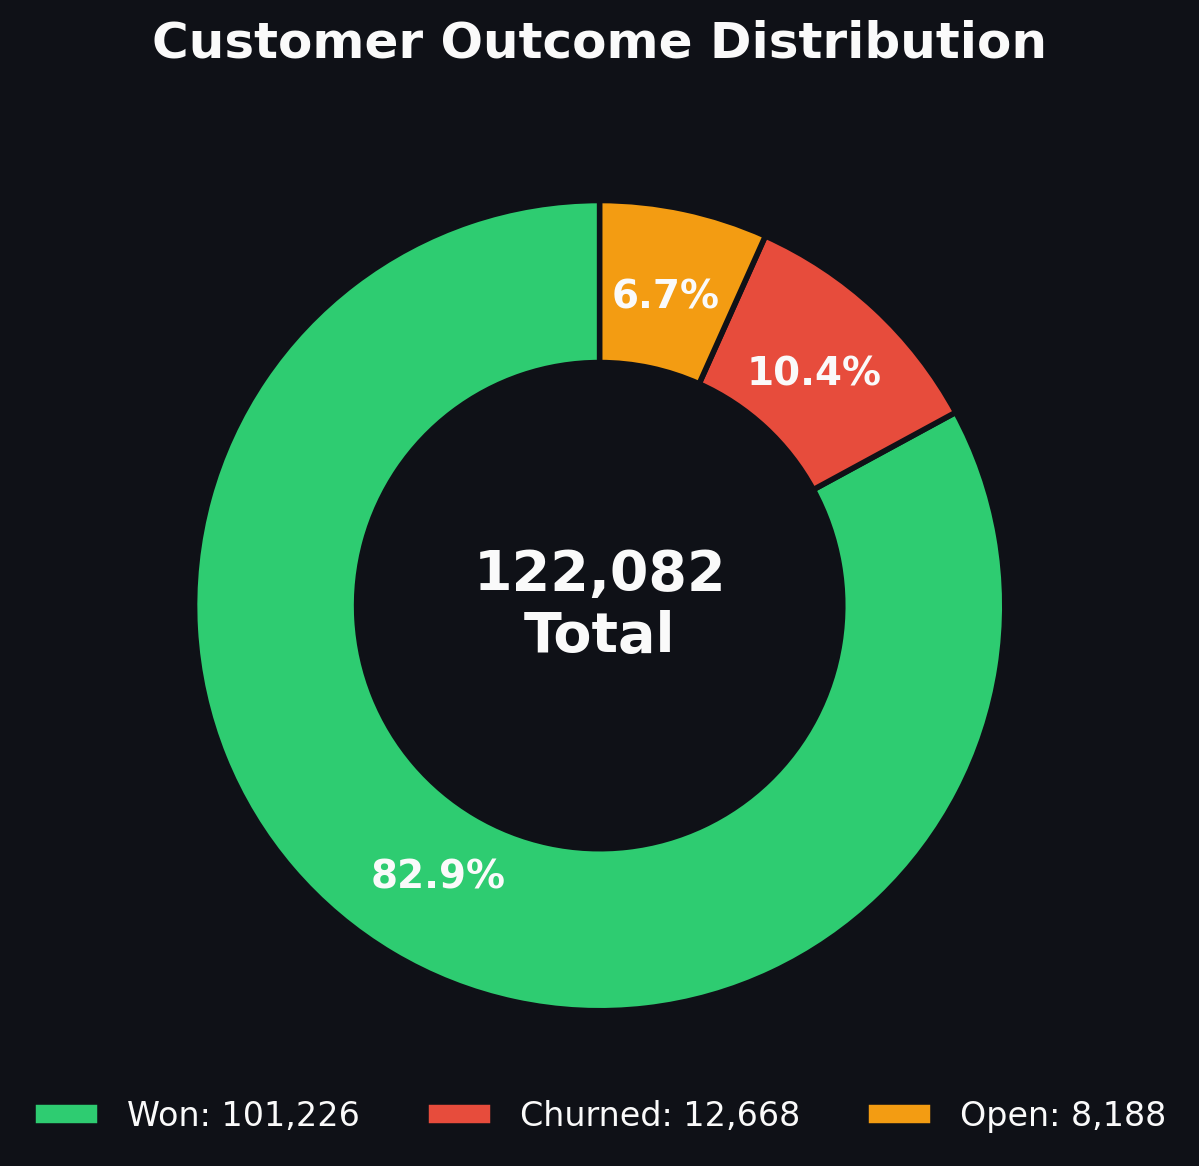 Customer Outcome Distribution
6.7%
10.4%
122,082
Total
82.9%
Won: 101,226
Churned: 12,668
Open: 8,188